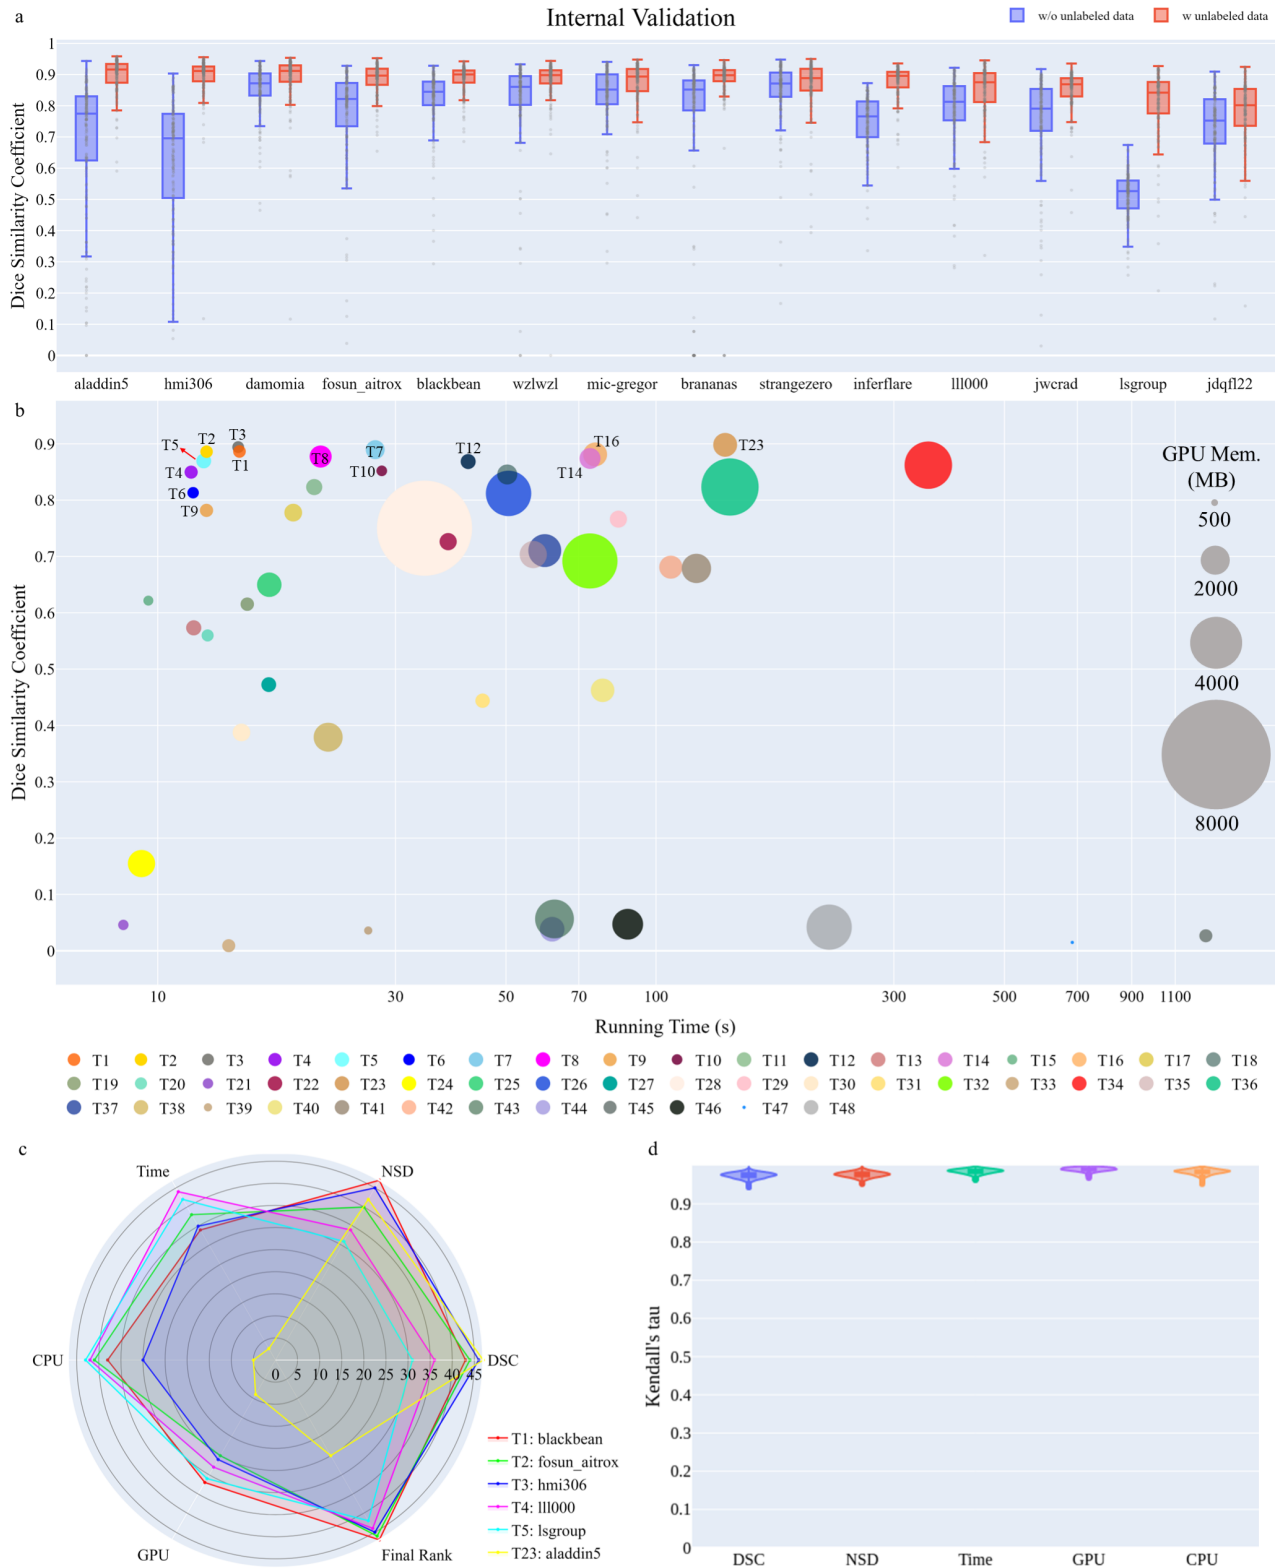 a
Internal Validation
w/o unlabeled data
w unlabeled data
Dice Similarity Coefficient
1
0.9
0.8
0.7
0.6
0.5
0.4
0.3
0.2
0.1
0
aladdin5 hmi306 damomia fosun_aitrox blackbean wzlwzl mic-gregor brananas strangezero inferflare lll000 jwcrad lsgroup jdqfl22
b
Dice Similarity Coefficient
0.9
0.8
0.7
0.6
0.5
0.4
0.3
0.2
0.1
0
T5 T2 T3
T1
T4
T6
T9
T8
T7
T10
T12
T16
T14
T23
GPU Mem.
(MB)
500
2000
4000
8000
10 30 50 70 100 300 500 700 900 1100
Running Time (s)
T1 T2 T3 T4 T5 T6 T7 T8 T9 T10 T11 T12 T13 T14 T15 T16 T17 T18
T19 T20 T21 T22 T23 T24 T25 T26 T27 T28 T29 T30 T31 T32 T33 T34 T35 T36
T37 T38 T39 T40 T41 T42 T43 T44 T45 T46 T47 T48
c
Time
NSD
CPU
DSC
0 5 10 15 20 25 30 35 40 45
GPU
Final Rank
T1: blackbean
T2: fosun_aitrox
T3: hmi306
T4: lll000
T5: lsgroup
T23: aladdin5
d
Kendall's tau
0.9
0.8
0.7
0.6
0.5
0.4
0.3
0.2
0.1
0
DSC NSD Time GPU CPU